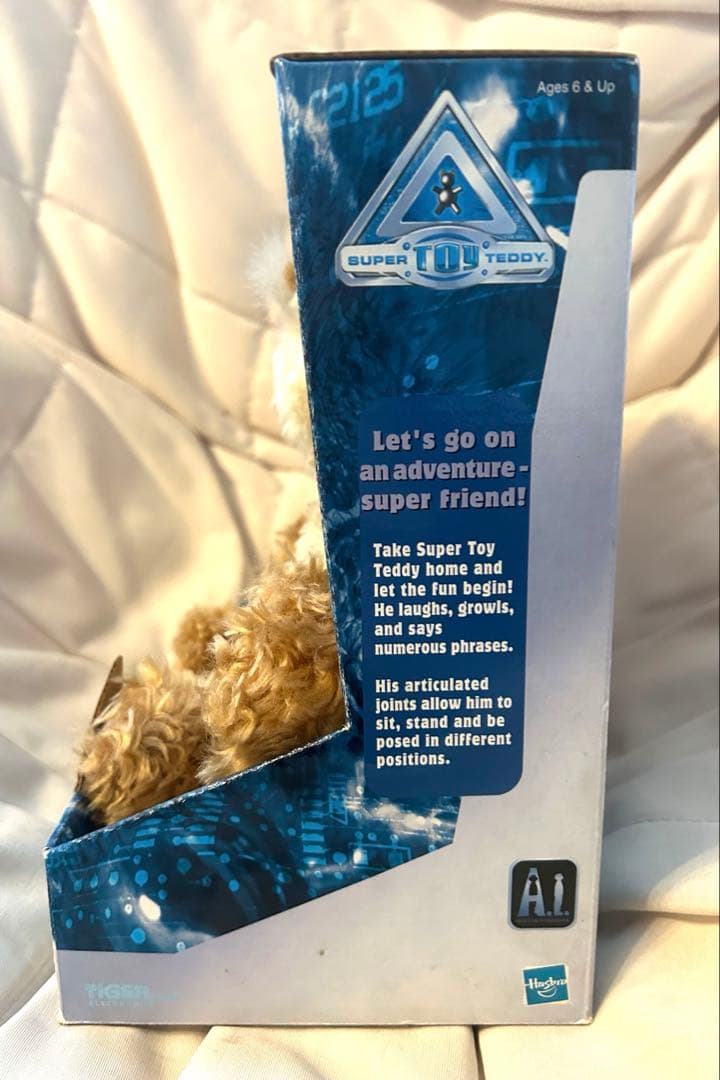 2125
Ages 6 & Up
SUPER TOY TEDDY.
Let's go on
an adventure-
super friend!
Take Super Toy
Teddy home and
let the fun begin!
He laughs, growls,
and says
numerous phrases.
His articulated
joints allow him to
sit, stand and be
posed in different
positions.
A.I.
TIGER
ELECTRONICS
Hasbro